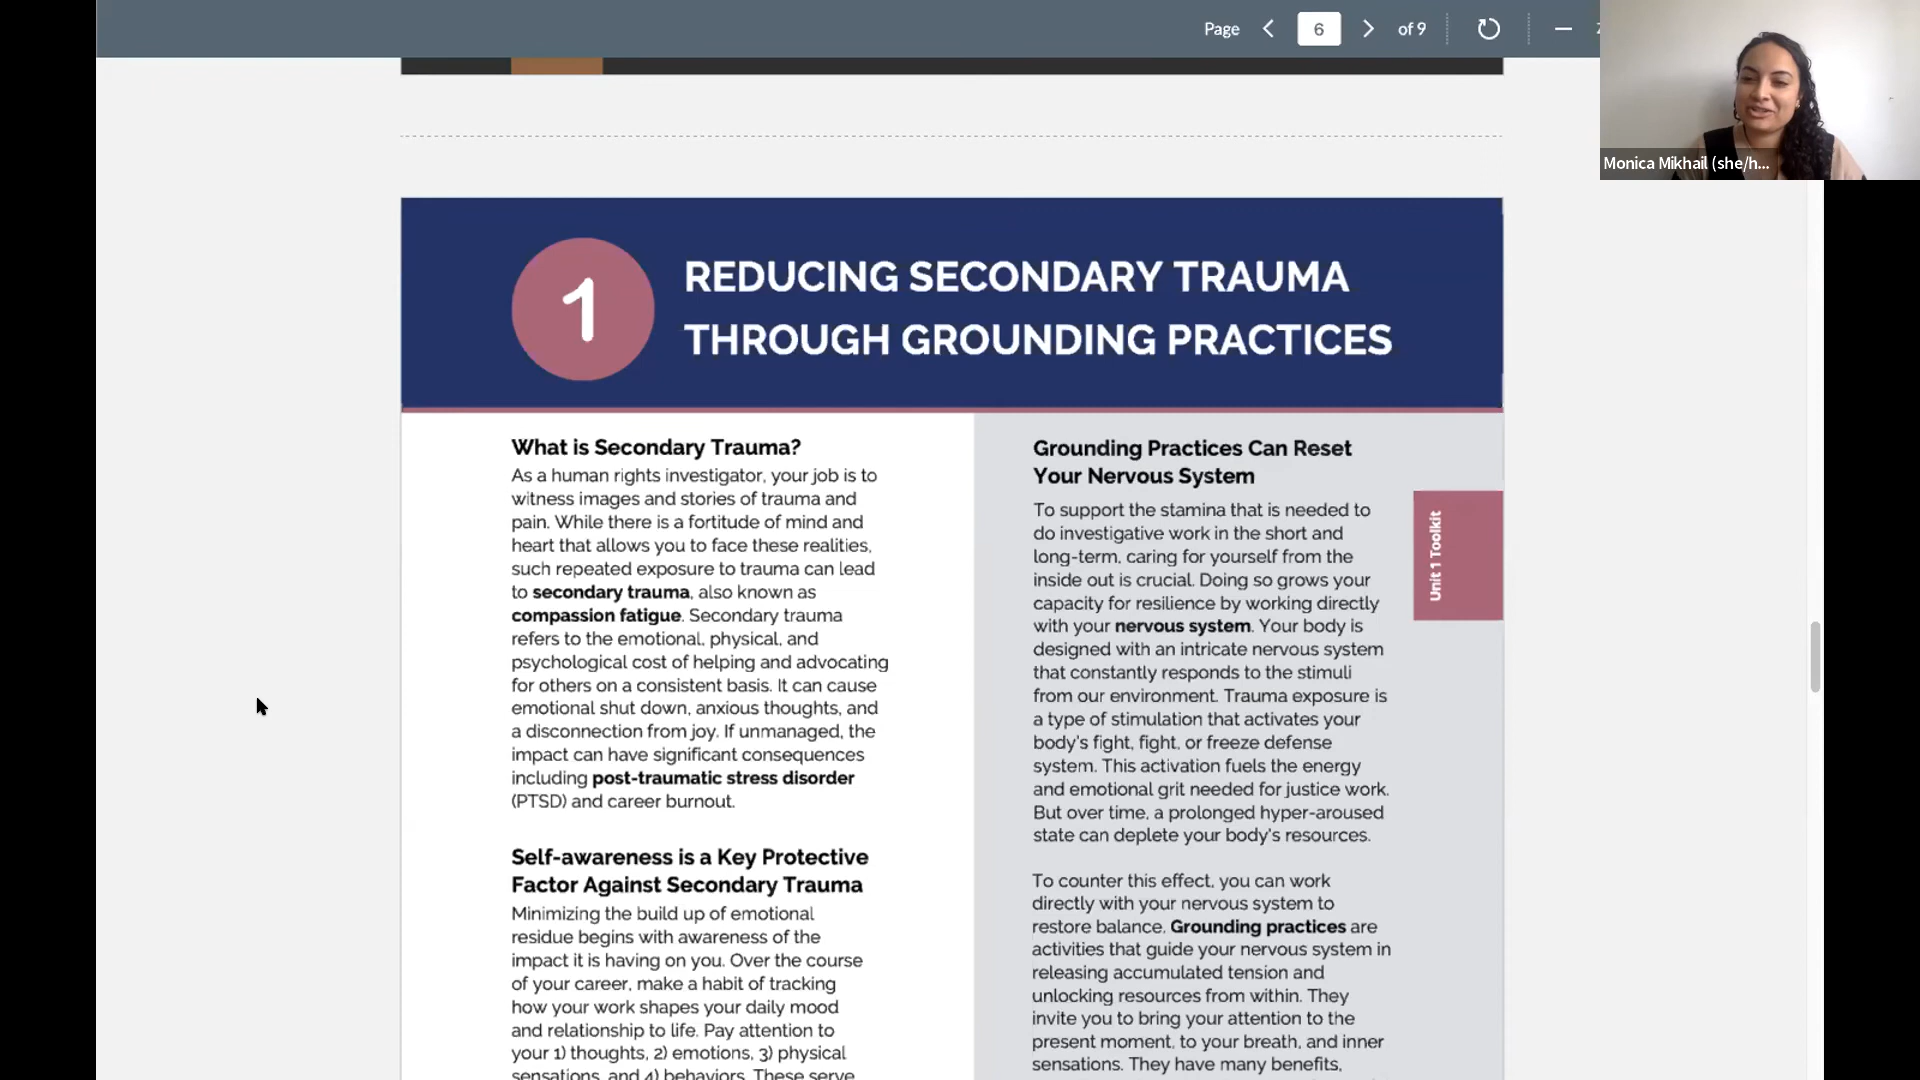 Page 6 of 9
Monica Mikhail (she/h...
1
REDUCING SECONDARY TRAUMA
THROUGH GROUNDING PRACTICES
What is Secondary Trauma?
As a human rights investigator, your job is to
witness images and stories of trauma and
pain. While there is a fortitude of mind and
heart that allows you to face these realities,
such repeated exposure to trauma can lead
to secondary trauma, also known as
compassion fatigue. Secondary trauma
refers to the emotional, physical, and
psychological cost of helping and advocating
for others on a consistent basis. It can cause
emotional shut down, anxious thoughts, and
a disconnection from joy. If unmanaged, the
impact can have significant consequences
including post-traumatic stress disorder
(PTSD) and career burnout.
Self-awareness is a Key Protective
Factor Against Secondary Trauma
Minimizing the build up of emotional
residue begins with awareness of the
impact it is having on you. Over the course
of your career, make a habit of tracking
how your work shapes your daily mood
and relationship to life. Pay attention to
your 1) thoughts, 2) emotions, 3) physical
sensations, and 4) behaviors. These serve
Grounding Practices Can Reset
Your Nervous System
To support the stamina that is needed to
do investigative work in the short and
long-term, caring for yourself from the
inside out is crucial. Doing so grows your
capacity for resilience by working directly
with your nervous system. Your body is
designed with an intricate nervous system
that constantly responds to the stimuli
from our environment. Trauma exposure is
a type of stimulation that activates your
body's fight, fight, or freeze defense
system. This activation fuels the energy
and emotional grit needed for justice work.
But over time, a prolonged hyper-aroused
state can deplete your body's resources.
To counter this effect, you can work
directly with your nervous system to
restore balance. Grounding practices are
activities that guide your nervous system in
releasing accumulated tension and
unlocking resources from within. They
invite you to bring your attention to the
present moment, to your breath, and inner
sensations. They have many benefits,
Unit 1 Toolkit